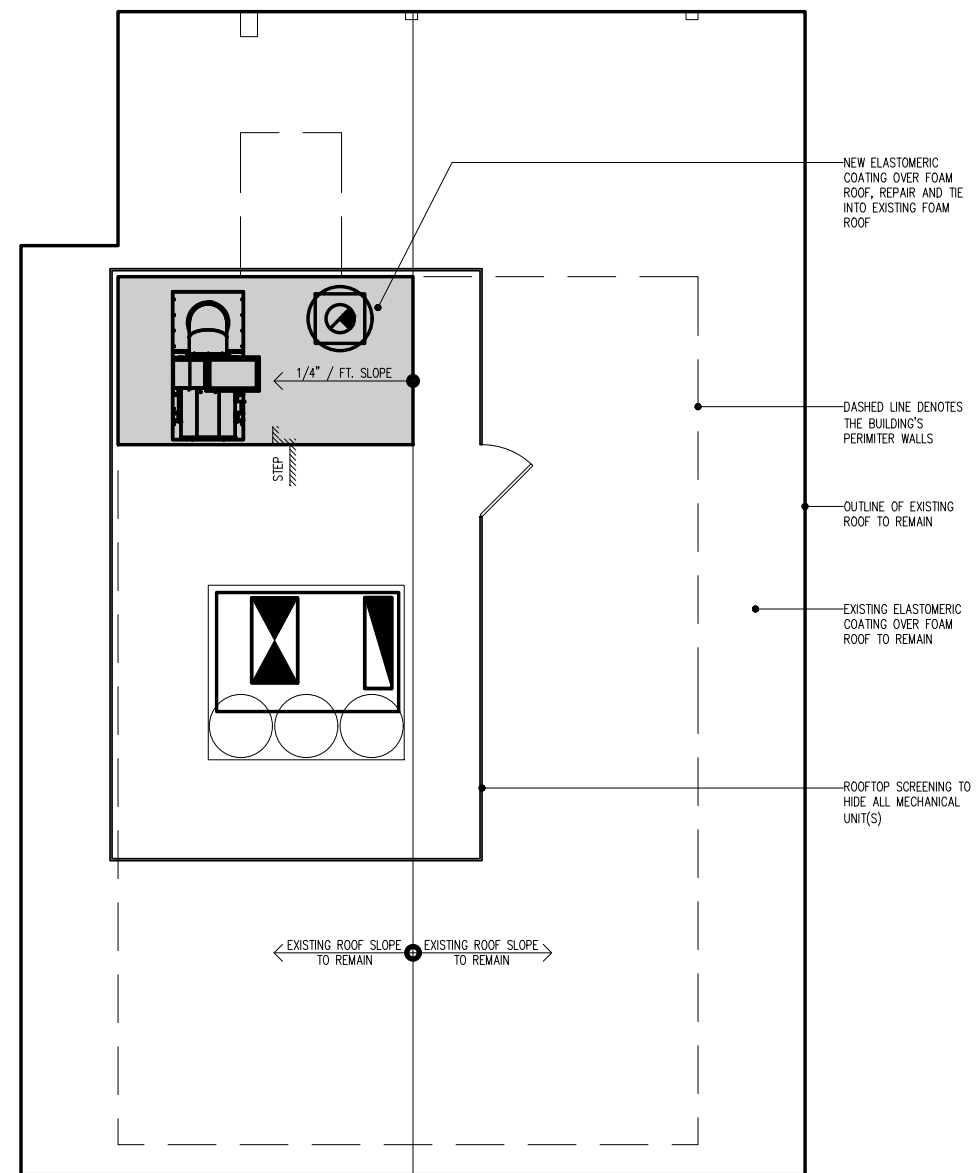 NEW ELASTOMERIC
COATING OVER FOAM
ROOF, REPAIR AND TIE
INTO EXISTING FOAM
ROOF
1/4" / FT. SLOPE
STEP
DASHED LINE DENOTES
THE BUILDING'S
PERIMITER WALLS
OUTLINE OF EXISTING
ROOF TO REMAIN
EXISTING ELASTOMERIC
COATING OVER FOAM
ROOF TO REMAIN
ROOFTOP SCREENING TO
HIDE ALL MECHANICAL
UNIT(S)
EXISTING ROOF SLOPE
TO REMAIN
EXISTING ROOF SLOPE
TO REMAIN